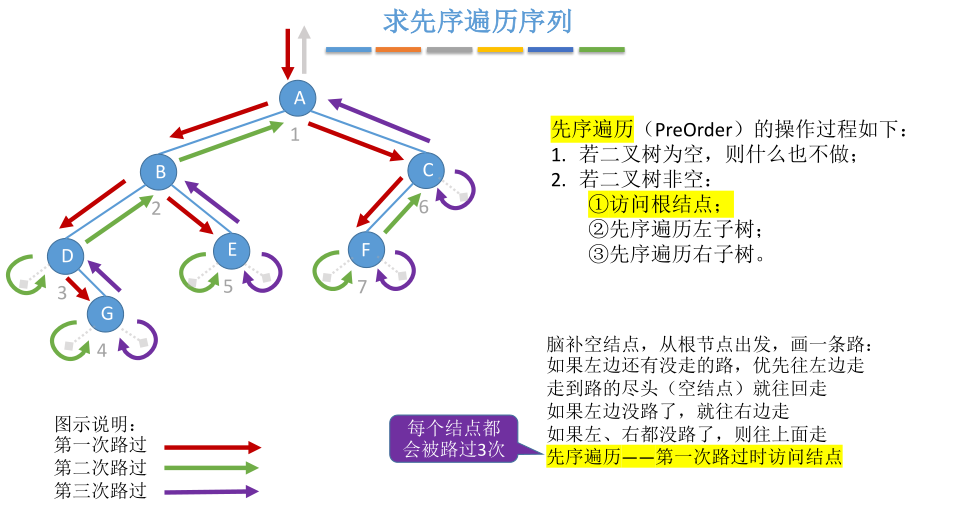 求先序遍历序列
A
1
B
2
C
6
D
3
E
5
F
7
G
4
先序遍历（PreOrder）的操作过程如下：
1. 若二叉树为空，则什么也不做；
2. 若二叉树非空：
①访问根结点；
②先序遍历左子树；
③先序遍历右子树。
脑补空结点，从根节点出发，画一条路：
如果左边还有没走的路，优先往左边走
走到路的尽头（空结点）就往回走
如果左边没路了，就往右边走
如果左、右都没路了，则往上面走
先序遍历——第一次路过时访问结点
每个结点都
会被路过3次
图示说明：
第一次路过
第二次路过
第三次路过